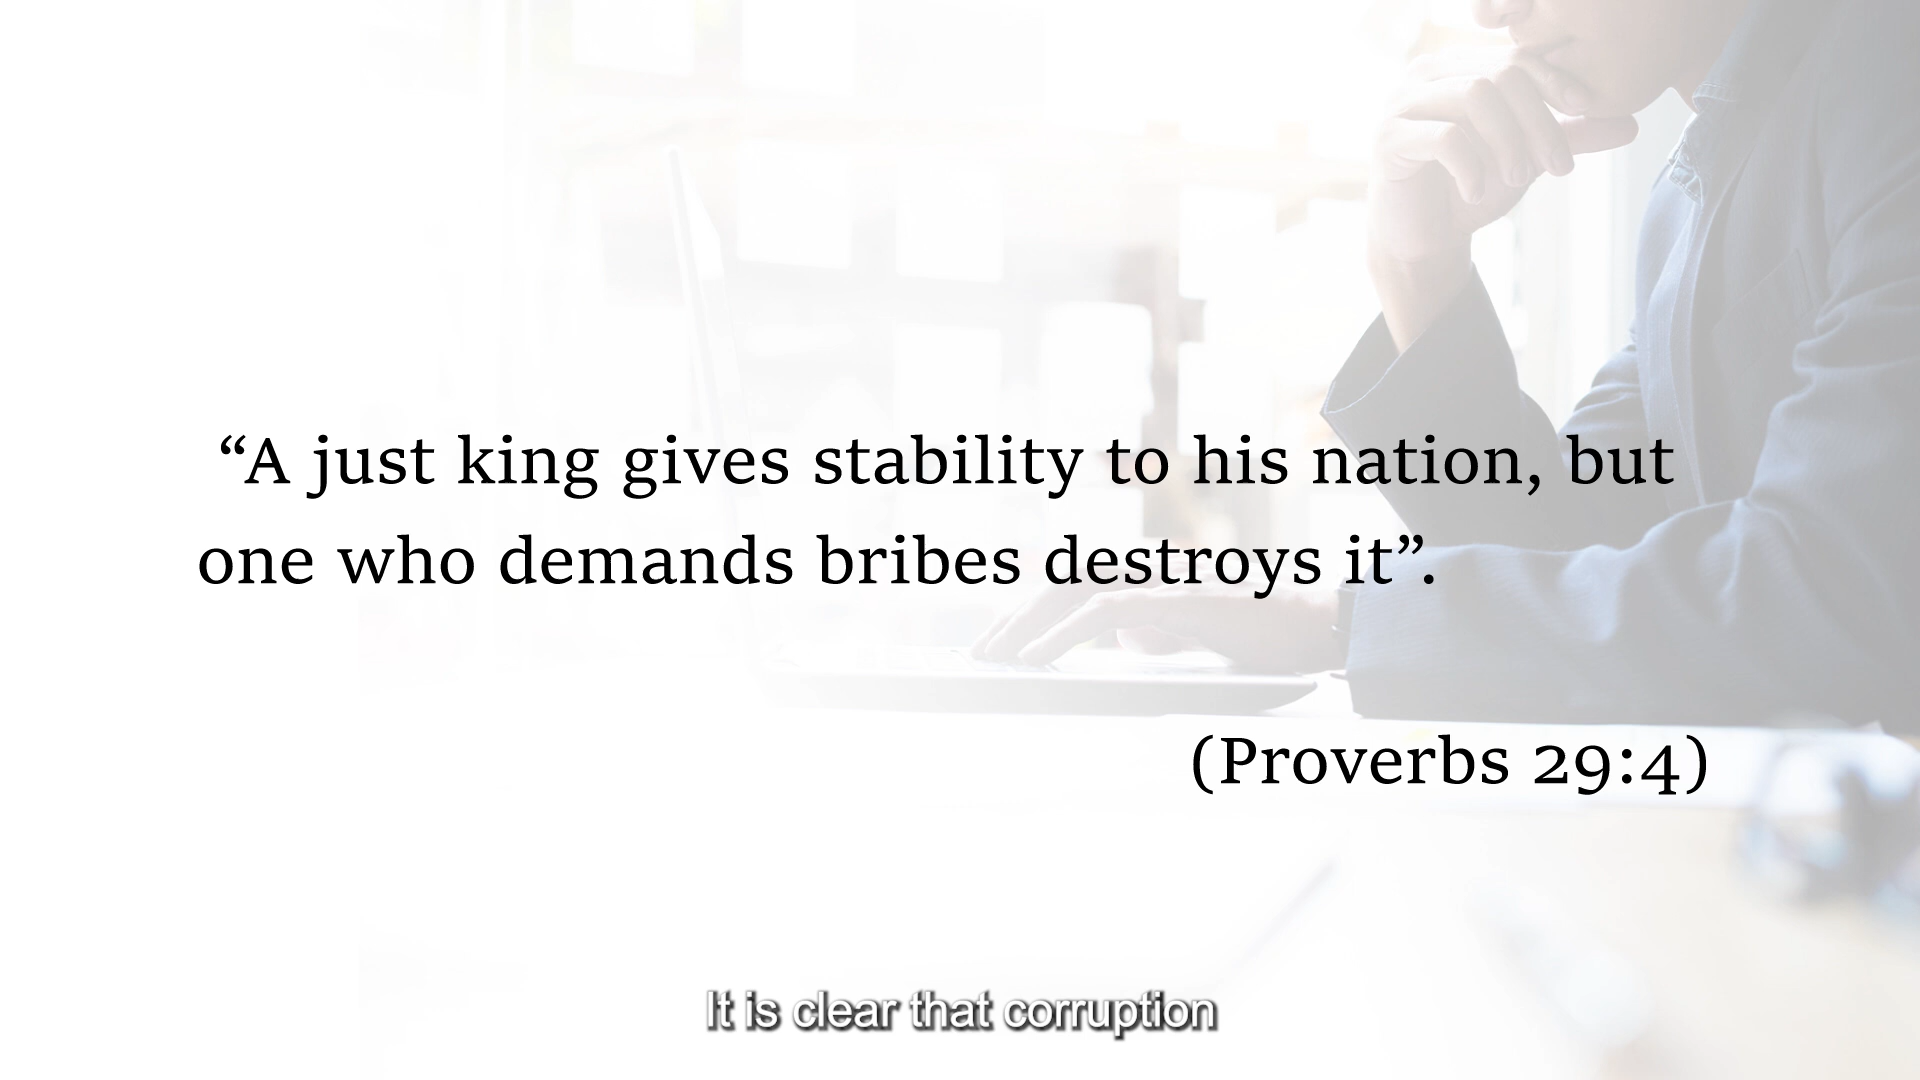 “A just king gives stability to his nation, but
one who demands bribes destroys it”.
(Proverbs 29:4)
It is clear that corruption